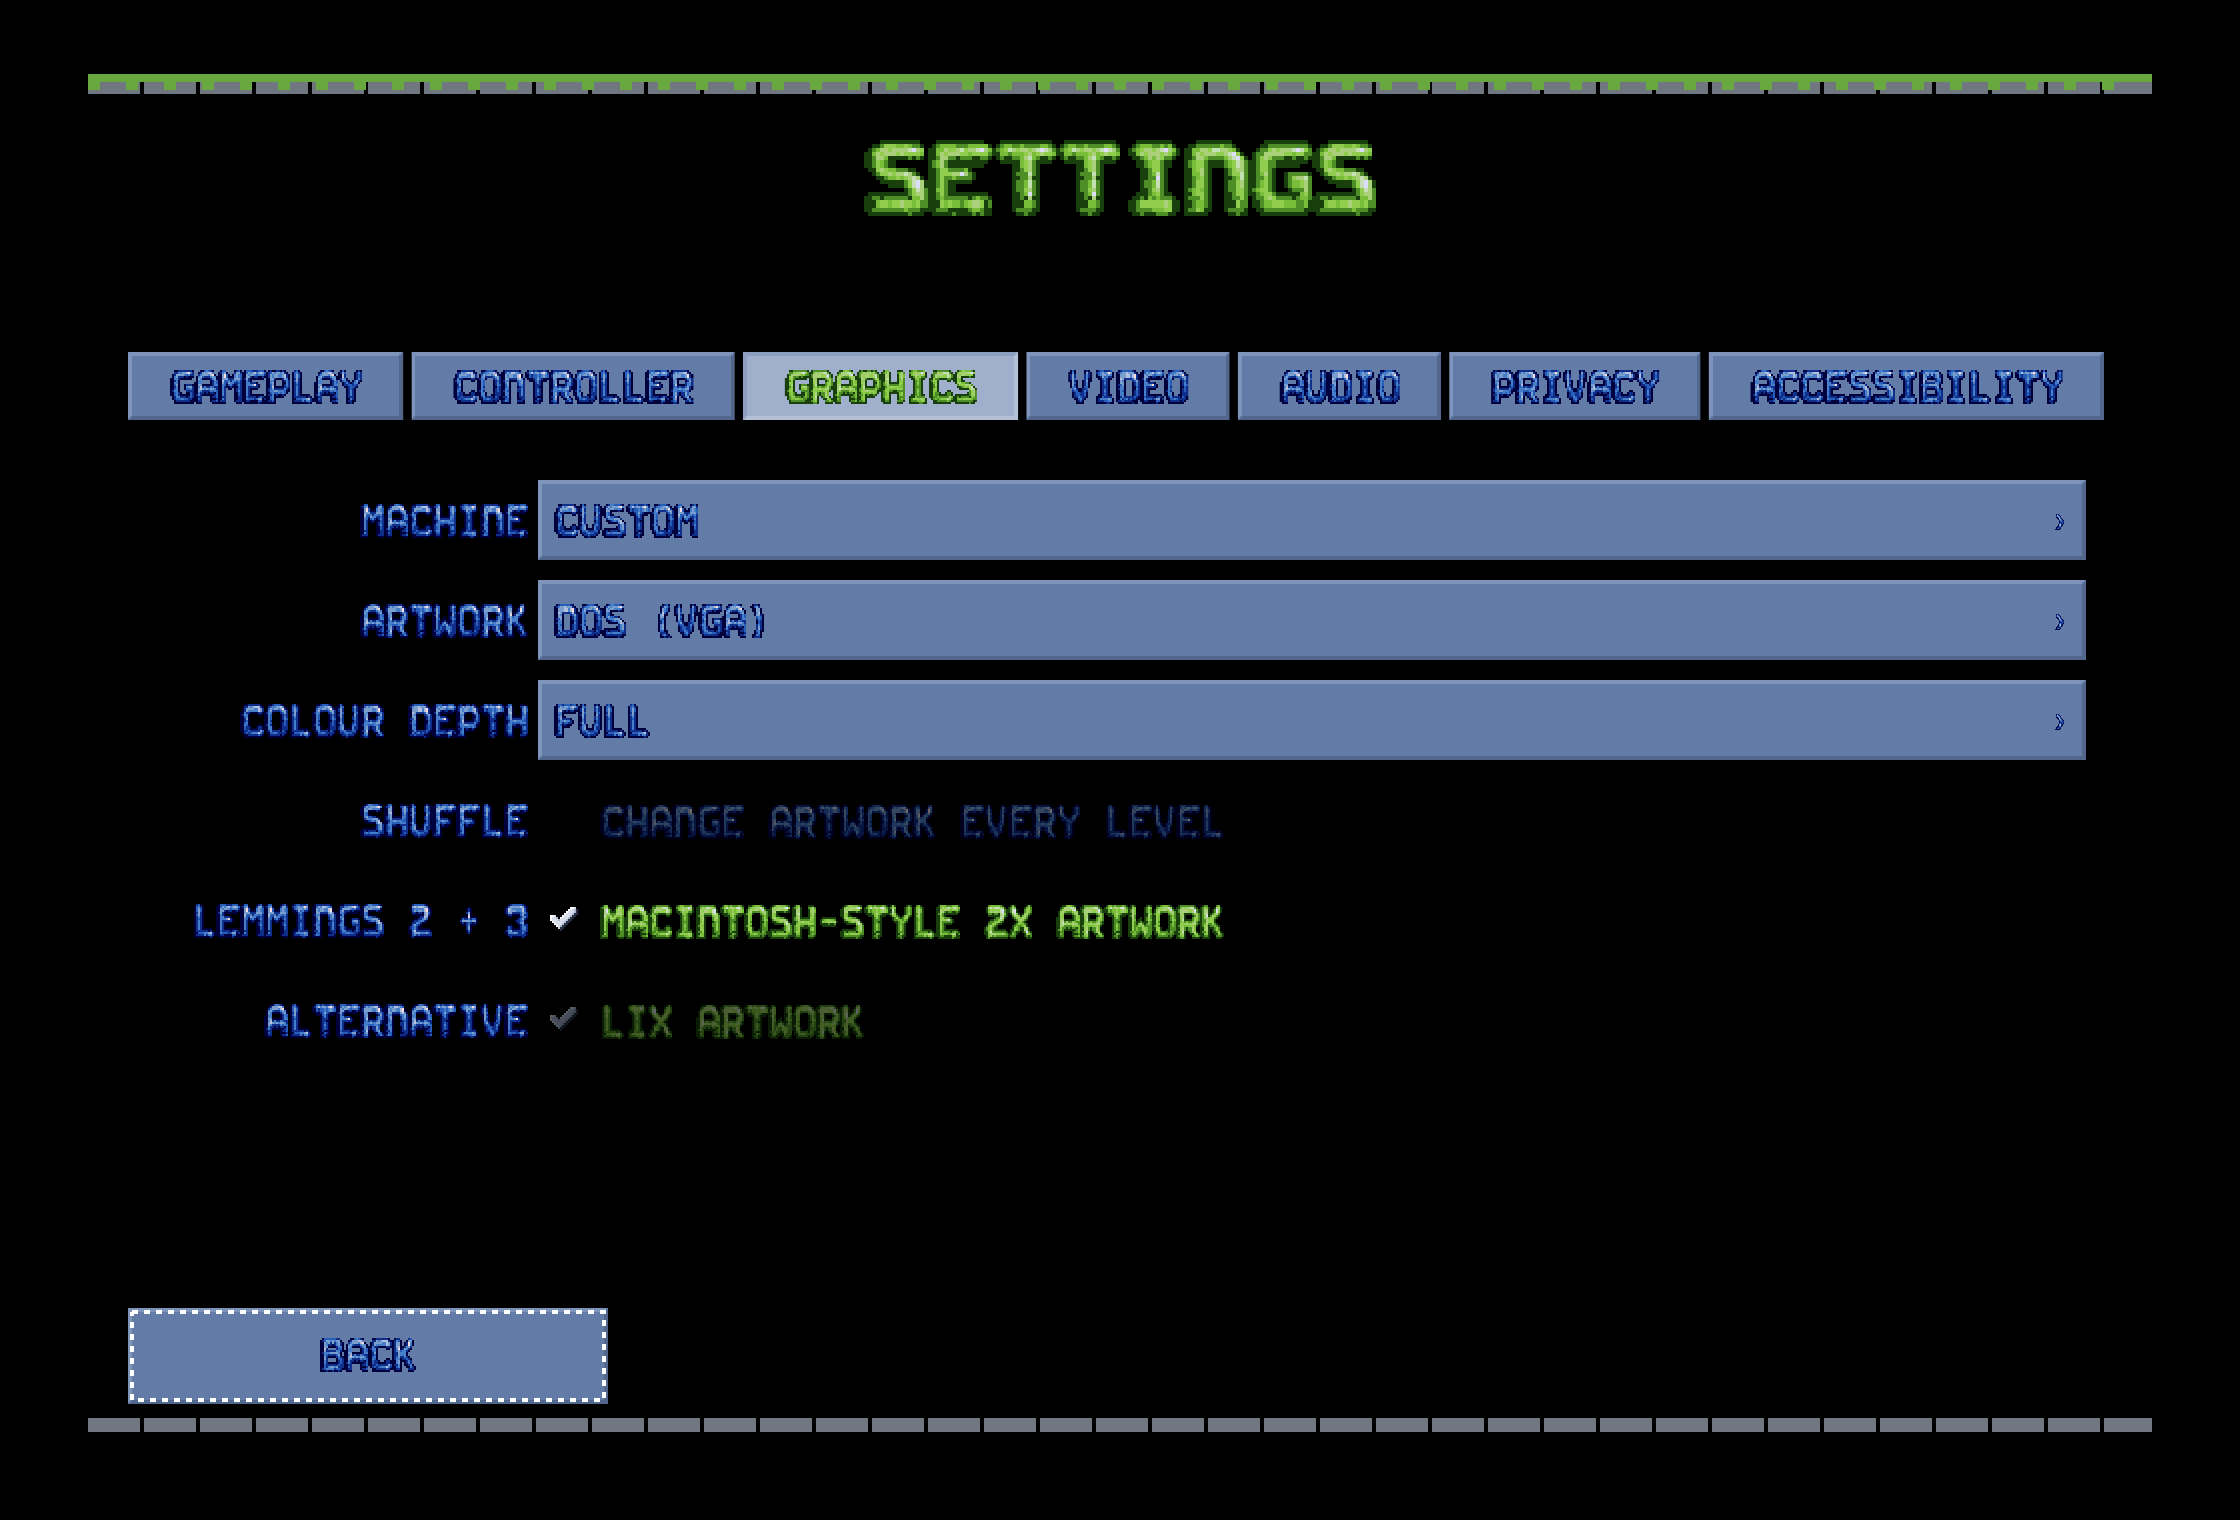 SETTINGS
GAMEPLAY CONTROLLER GRAPHICS VIDEO AUDIO PRIVACY ACCESSIBILITY
MACHINE CUSTOM ›
ARTWORK DOS (VGA) ›
COLOUR DEPTH FULL ›
SHUFFLE CHANGE ARTWORK EVERY LEVEL
LEMMINGS 2 + 3 ✓ MACINTOSH-STYLE 2X ARTWORK
ALTERNATIVE ✓ LIX ARTWORK
BACK